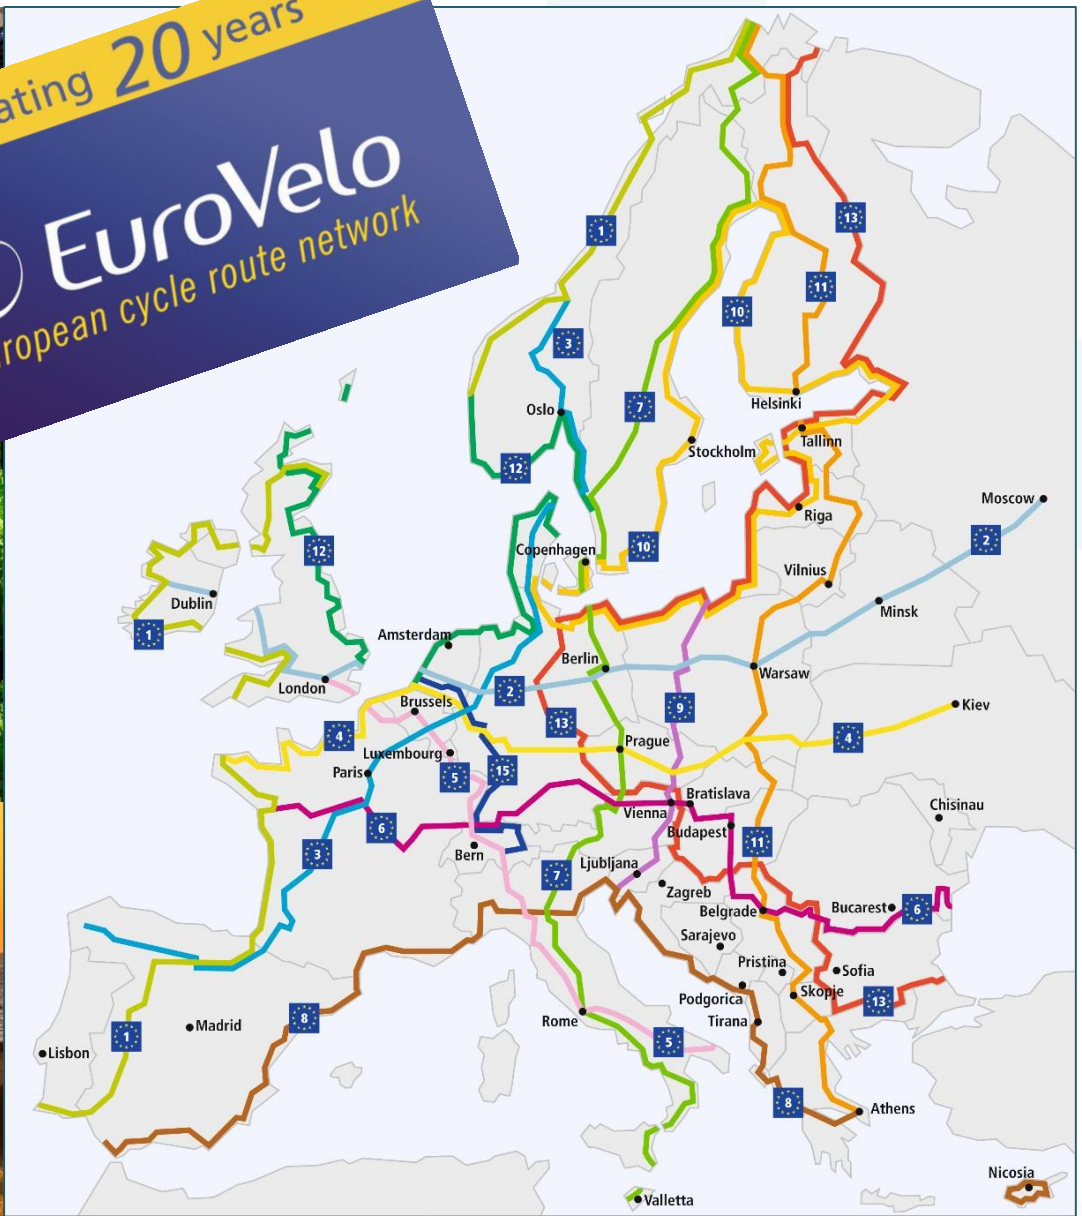 ating 20 years
EuroVelo
ropean cycle route network
1
13
11
10
3
7
Oslo
Helsinki
Stockholm
Tallinn
12
Moscow
Riga
2
12
10
Copenhagen
Vilnius
Dublin
Minsk
1
Amsterdam
Berlin
Warsaw
London
2
Brussels
9
Kiev
4
13
4
Prague
Luxembourg
Paris
5
15
Bratislava
Vienna
Chisinau
6
Budapest
11
3
Bern
Ljubljana
7
Zagreb
Belgrade
Bucarest
6
Sarajevo
Pristina
Sofia
Podgorica
Skopje
13
8
Rome
Tirana
Madrid
1
5
Lisbon
8
Athens
Nicosia
Valletta